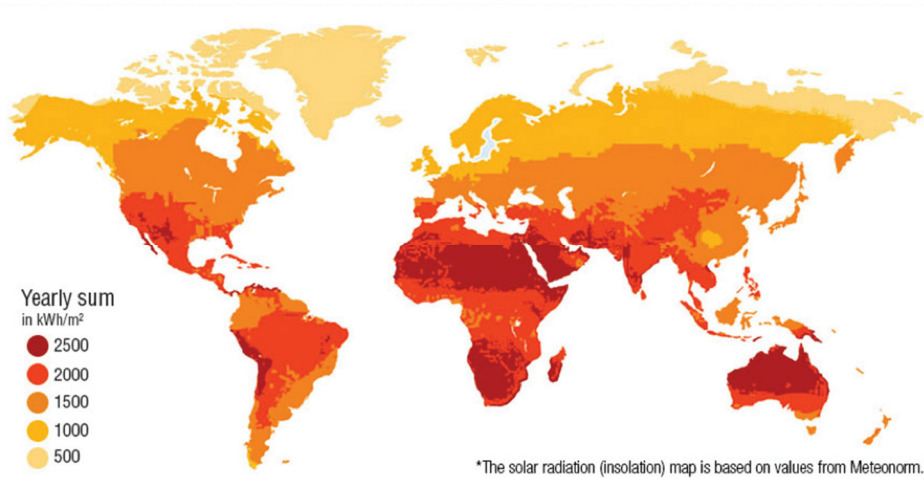 Yearly sum
in kWh/m²
2500
2000
1500
1000
500
*The solar radiation (insolation) map is based on values from Meteonorm.